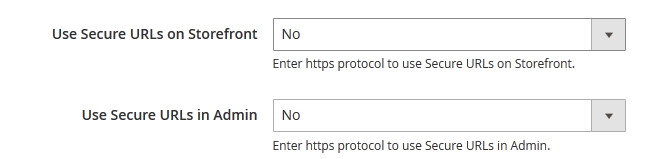 Use Secure URLs on Storefront No
Enter https protocol to use Secure URLs on Storefront.
Use Secure URLs in Admin No
Enter https protocol to use Secure URLs in Admin.